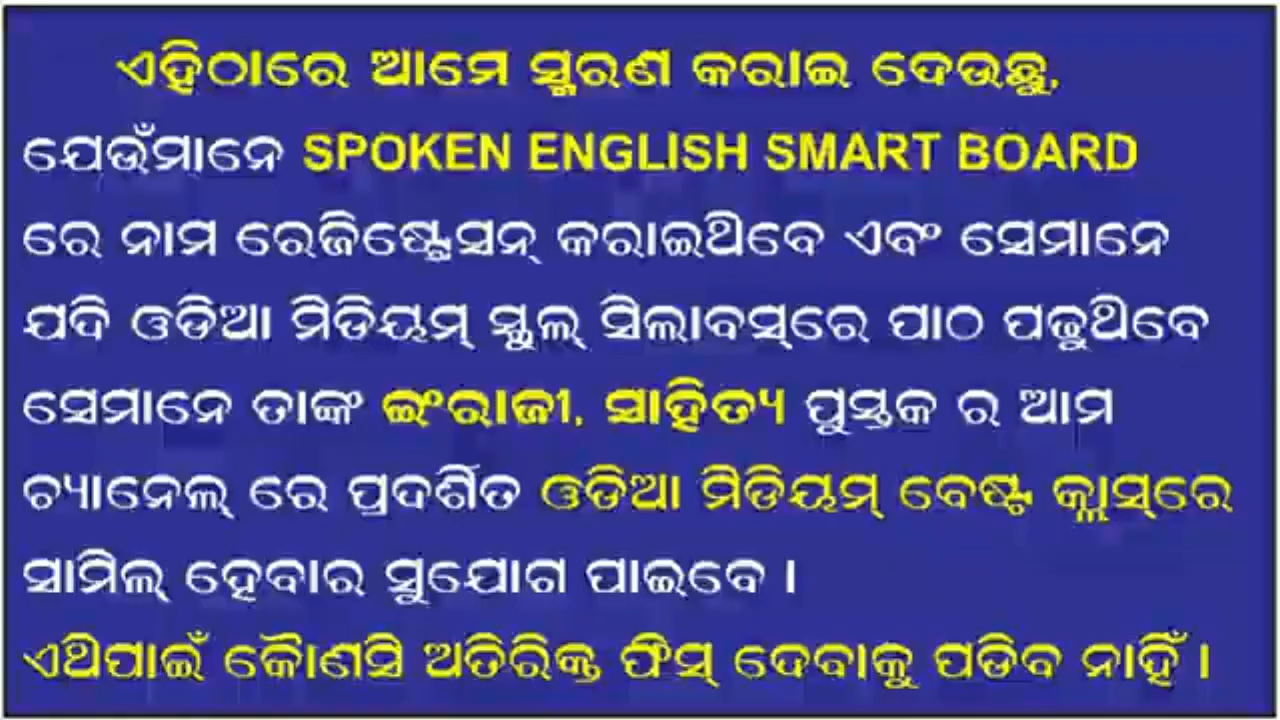 ଏହିଠାରେ ଆମେ ସ୍ମରଣ କରାଇ ଦେଉଛୁ,
ଯେଉଁମାନେ SPOKEN ENGLISH SMART BOARD
ରେ ନାମ ରେଜିଷ୍ଟ୍ରେସନ୍ କରାଇଥିବେ ଏବଂ ସେମାନେ
ଯଦି ଓଡିଆ ମିଡିୟମ୍ ସ୍କୁଲ୍ ସିଲାବସ୍‌ରେ ପାଠ ପଢୁଥିବେ
ସେମାନେ ତାଙ୍କ ଇଂରାଜୀ, ସାହିତ୍ୟ ପୁସ୍ତକ ର ଆମ
ଚ୍ୟାନେଲ୍ ରେ ପ୍ରଦର୍ଶିତ ଓଡିଆ ମିଡିୟମ୍ ବେଷ୍ଟ କ୍ଲାସ୍‌ରେ
ସାମିଲ୍ ହେବାର ସୁଯୋଗ ପାଇବେ ।
ଏଥିପାଇଁ କୌଣସି ଅତିରିକ୍ତ ଫିସ୍ ଦେବାକୁ ପଡିବ ନାହିଁ ।